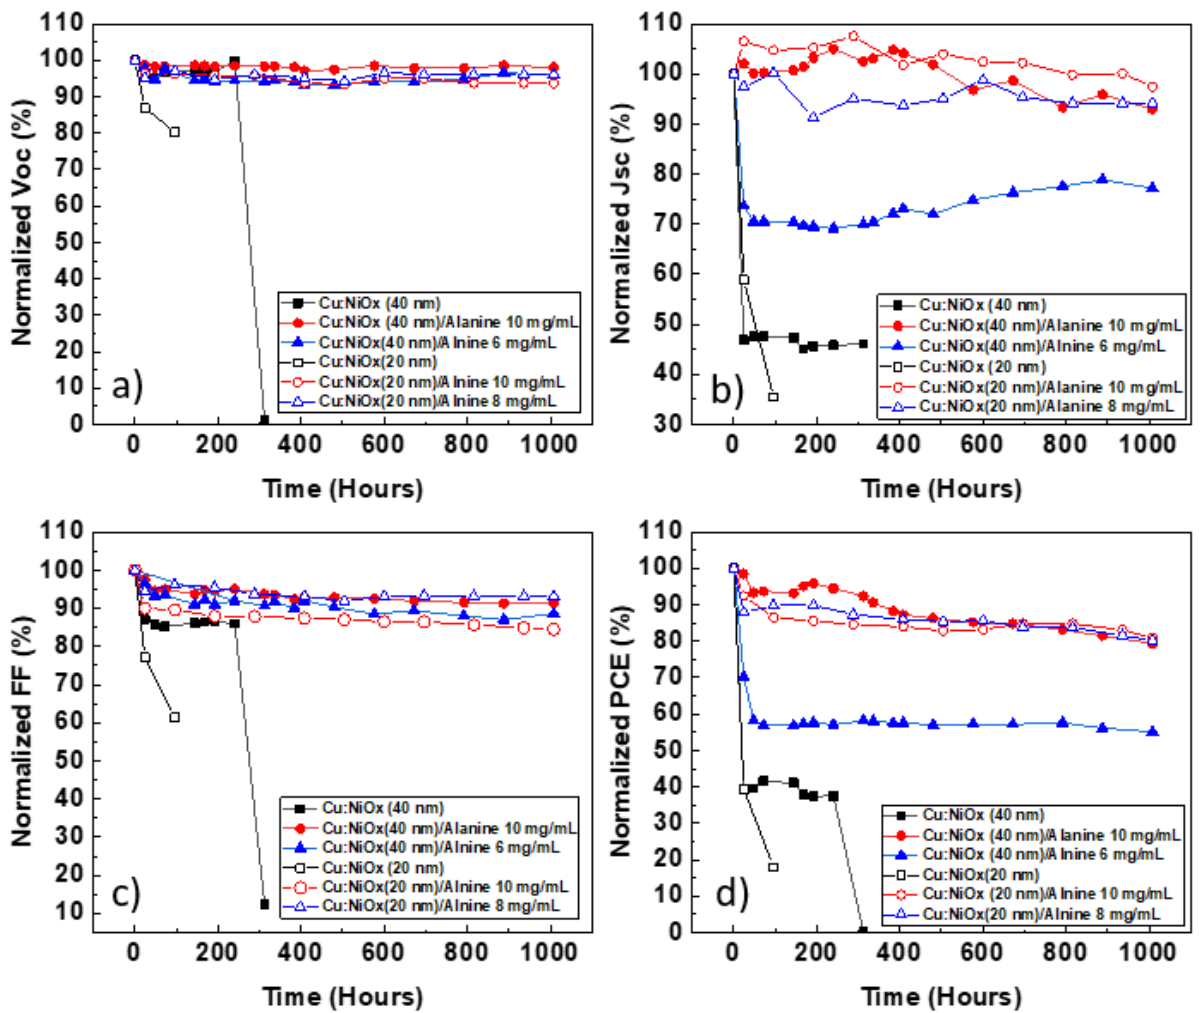 110
100
90
80
70
60
50
40
30
20
10
0
Normalized Voc (%)
Cu:NiOx (40 nm)
Cu:NiOx (40 nm)/Alanine 10 mg/mL
Cu:NiOx(40 nm)/Alnine 6 mg/mL
Cu:NiOx(20 nm)
Cu:NiOx(20 nm)/Alnine 10 mg/mL
Cu:NiOx(20 nm)/Alnine 8 mg/mL
a)
0 200 400 600 800 1000
Time (Hours)
110
100
90
80
70
60
50
40
30
Normalized Jsc (%)
Cu:NiOx (40 nm)
Cu:NiOx(40 nm)/Alanine 10 mg/mL
Cu:NiOx(40 nm)/Alnine 6 mg/mL
Cu:NiOx (20 nm)
Cu:NiOx(20 nm)/Alanine 10 mg/mL
Cu:NiOx(20 nm)/Alanine 8 mg/mL
b)
0 200 400 600 800 1000
Time (Hours)
110
100
90
80
70
60
50
40
30
20
10
Normalized FF (%)
Cu:NiOx (40 nm)
Cu:NiOx(40 nm)/Alanine 10 mg/mL
Cu:NiOx(40 nm)/Alnine 6 mg/mL
Cu:NiOx (20 nm)
Cu:NiOx(20 nm)/Alnine 10 mg/mL
Cu:NiOx(20 nm)/Alnine 8 mg/mL
c)
0 200 400 600 800 1000
Time (Hours)
110
100
90
80
70
60
50
40
30
20
10
0
Normalized PCE (%)
Cu:NiOx (40 nm)
Cu:NiOx (40 nm)/Alanine 10 mg/mL
Cu:NiOx (40 nm)/Alnine 6 mg/mL
Cu:NiOx(20 nm)
Cu:NiOx (20 nm)/Alnine 10 mg/mL
Cu:NiOx(20 nm)/Alnine 8 mg/mL
d)
0 200 400 600 800 1000
Time (Hours)